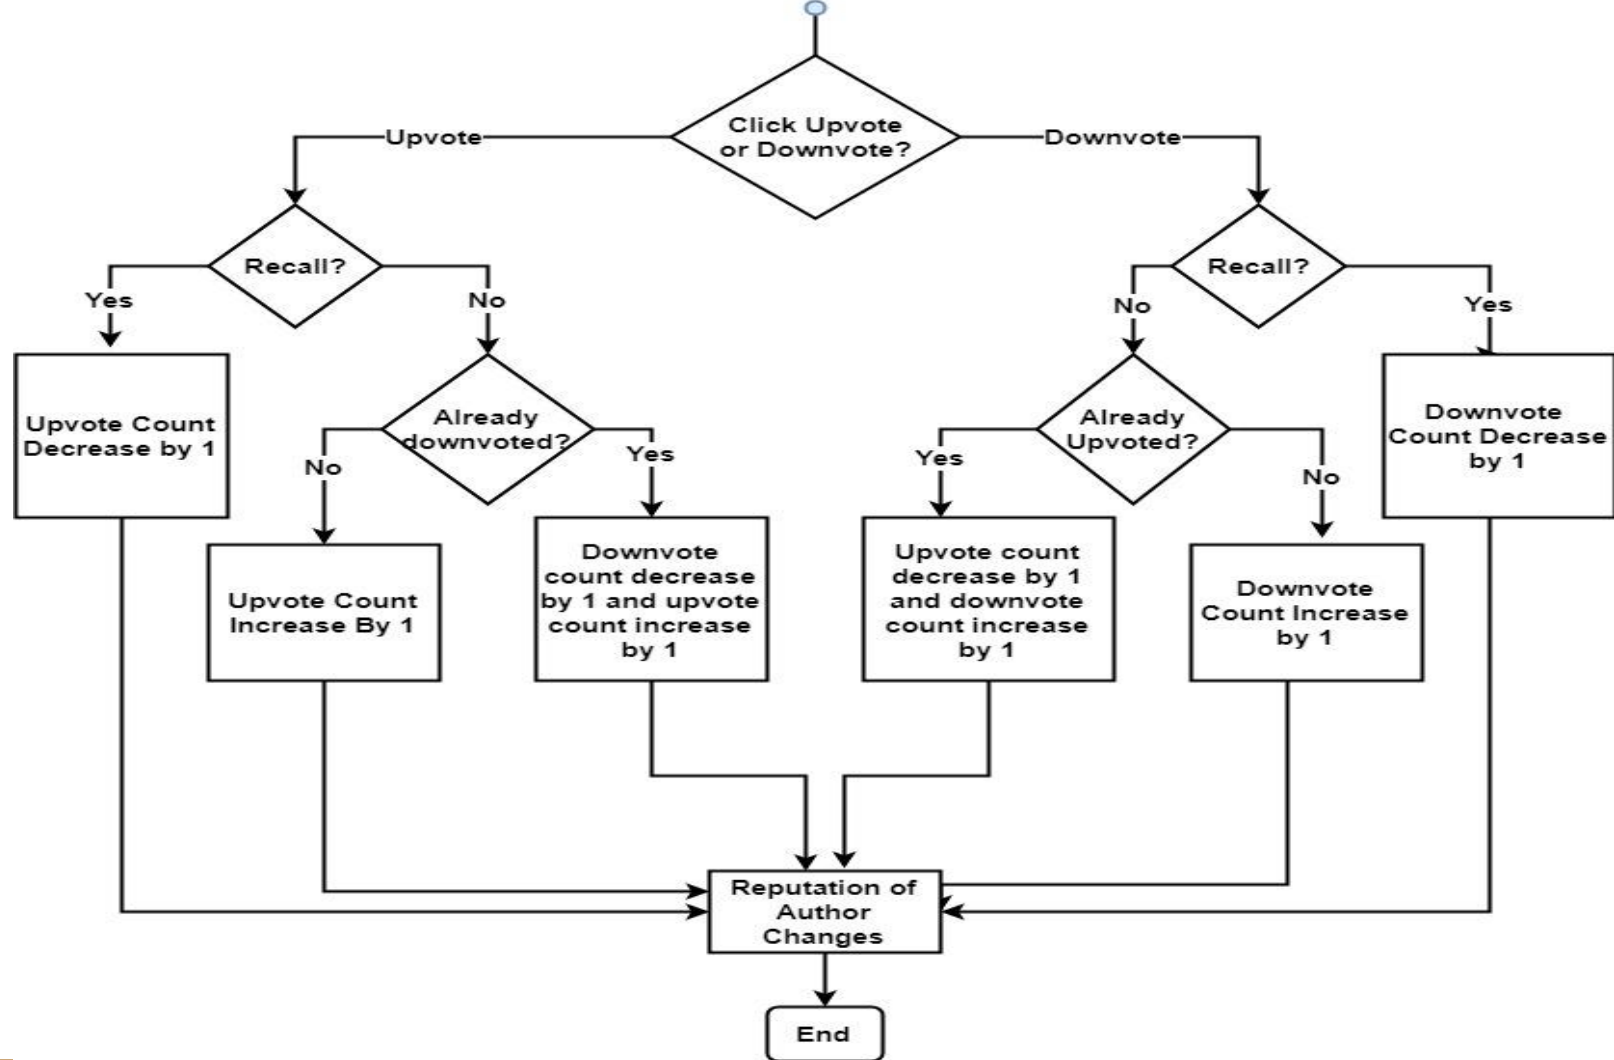 Click Upvote
or Downvote?
Upvote
Downvote
Recall?
Recall?
Yes
No
No
Yes
Upvote Count
Decrease by 1
Already
downvoted?
Already
Upvoted?
Downvote
Count Decrease
by 1
No
Yes
Yes
No
Upvote Count
Increase By 1
Downvote
count decrease
by 1 and upvote
count increase
by 1
Upvote count
decrease by 1
and downvote
count increase
by 1
Downvote
Count Increase
by 1
Reputation of
Author
Changes
End